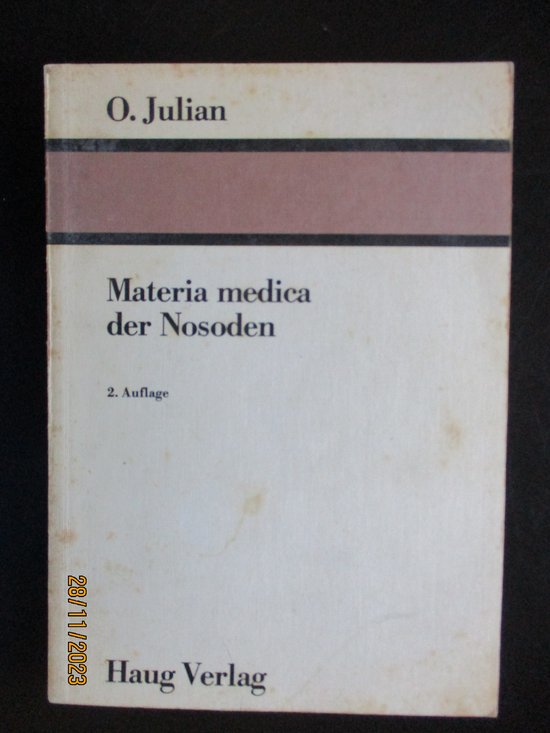 O. Julian
Materia medica
der Nosoden
2. Auflage
Haug Verlag
28/11/2023